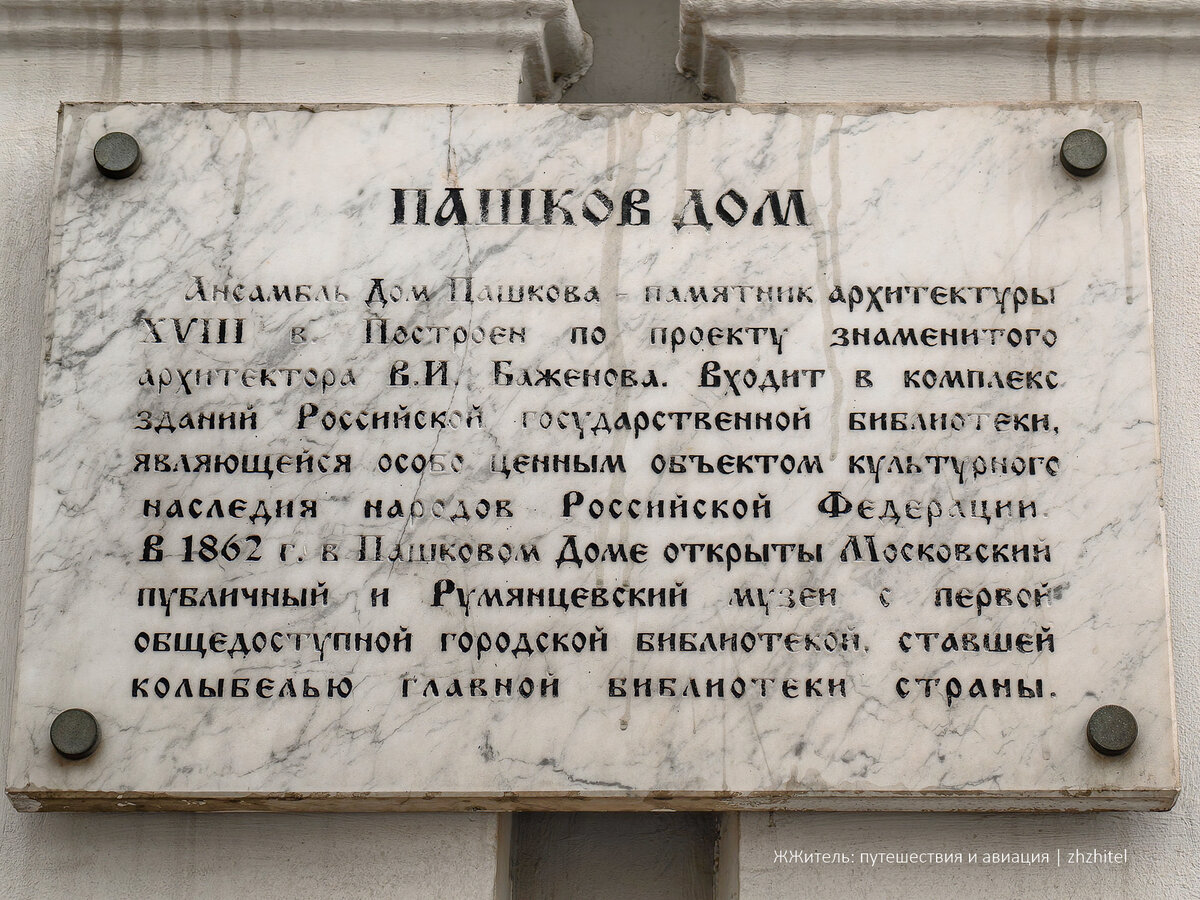 ПАШКОВ ДОМ
Ансамбль Дом Пашкова - памятник архитектуры
XVIII в. Построен по проекту знаменитого
архитектора В.И. Баженова. Входит в комплекс
зданий Российской государственной библиотеки,
являющейся особо ценным объектом культурного
наследия народов Российской Федерации.
В 1862 г. в Пашковом Доме открыты Московский
публичный и Румянцевский музеи с первой
общедоступной городской библиотекой, ставшей
колыбелью главной библиотеки страны.
ЖЖитель: путешествия и авиация | zhzhitel